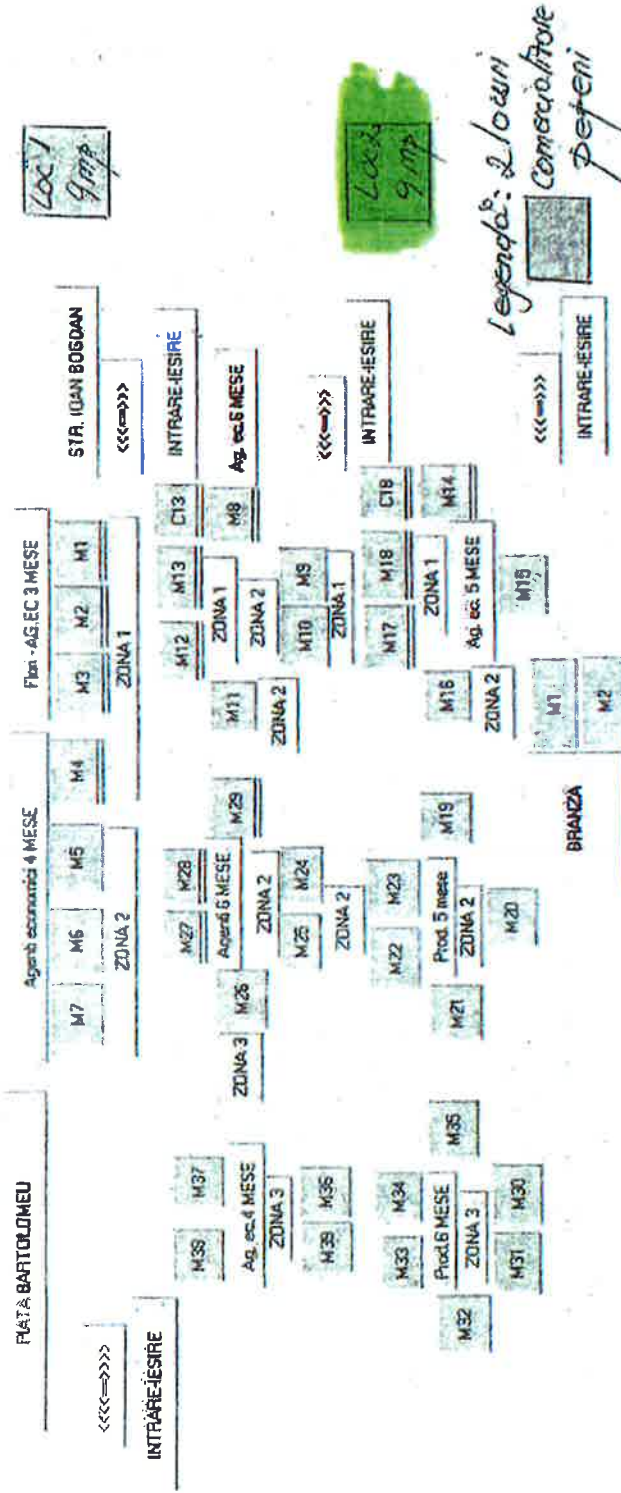 PIATA BARTOLOMEU
<<<<=>>>>
INTRARE-IESIRE
Agenti economici 4 MESE
M7 M6 M5 M4
ZONA 2
Flori - AG.EC 3 MESE
M3 M2 M1
ZONA 1
STR. IOAN BOGDAN
<<<=>>>
INTRARE-IESIRE
Loc 1
9 mp
M38 M37
Ag. ec. 4 MESE
ZONA 3
M39 M36
M27 M28
Agenti 6 MESE
M26 M29
ZONA 3
ZONA 2
M25 M24
ZONA 2
M12 M13 C13
M11 ZONA 1 M8
Ag. ec.6 MESE
ZONA 2
ZONA 2
M10 M9
ZONA 1
<<<=>>>
INTRARE-IESIRE
Loc 2
9 mp
M33 M34
Prod.6 MESE
M32 M35
ZONA 3
M31 M30
M22 M23
Prod. 5 mese
M21 M19
ZONA 2
M20
M17 M18 C18
ZONA 1
M16 M14
Ag. ec. 5 MESE
ZONA 2
M15
BRANZA
M1
M2
<<<=>>>
INTRARE-IESIRE
Legenda: 2 locuri
Comercializare
pepeni